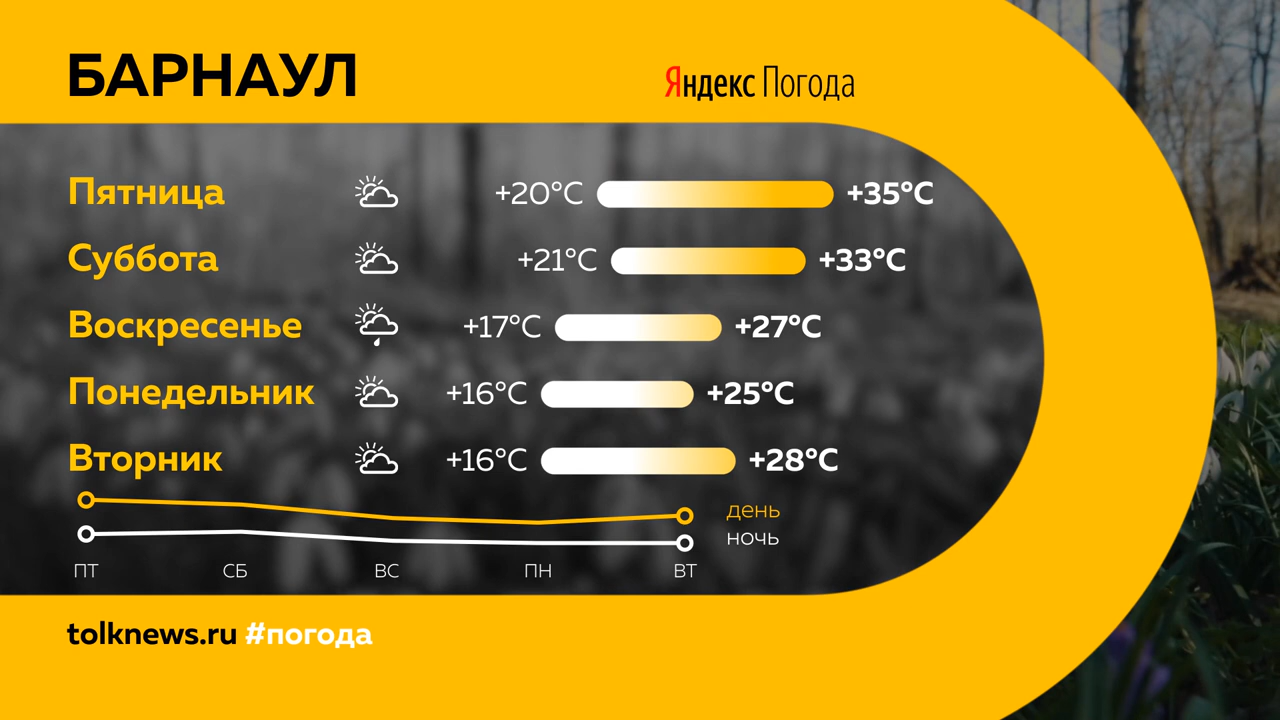 БАРНАУЛ
Яндекс Погода
Пятница +20°C +35°C
Суббота +21°C +33°C
Воскресенье +17°C +27°C
Понедельник +16°C +25°C
Вторник +16°C +28°C
день
ночь
ПТ СБ ВС ПН ВТ
tolknews.ru #погода